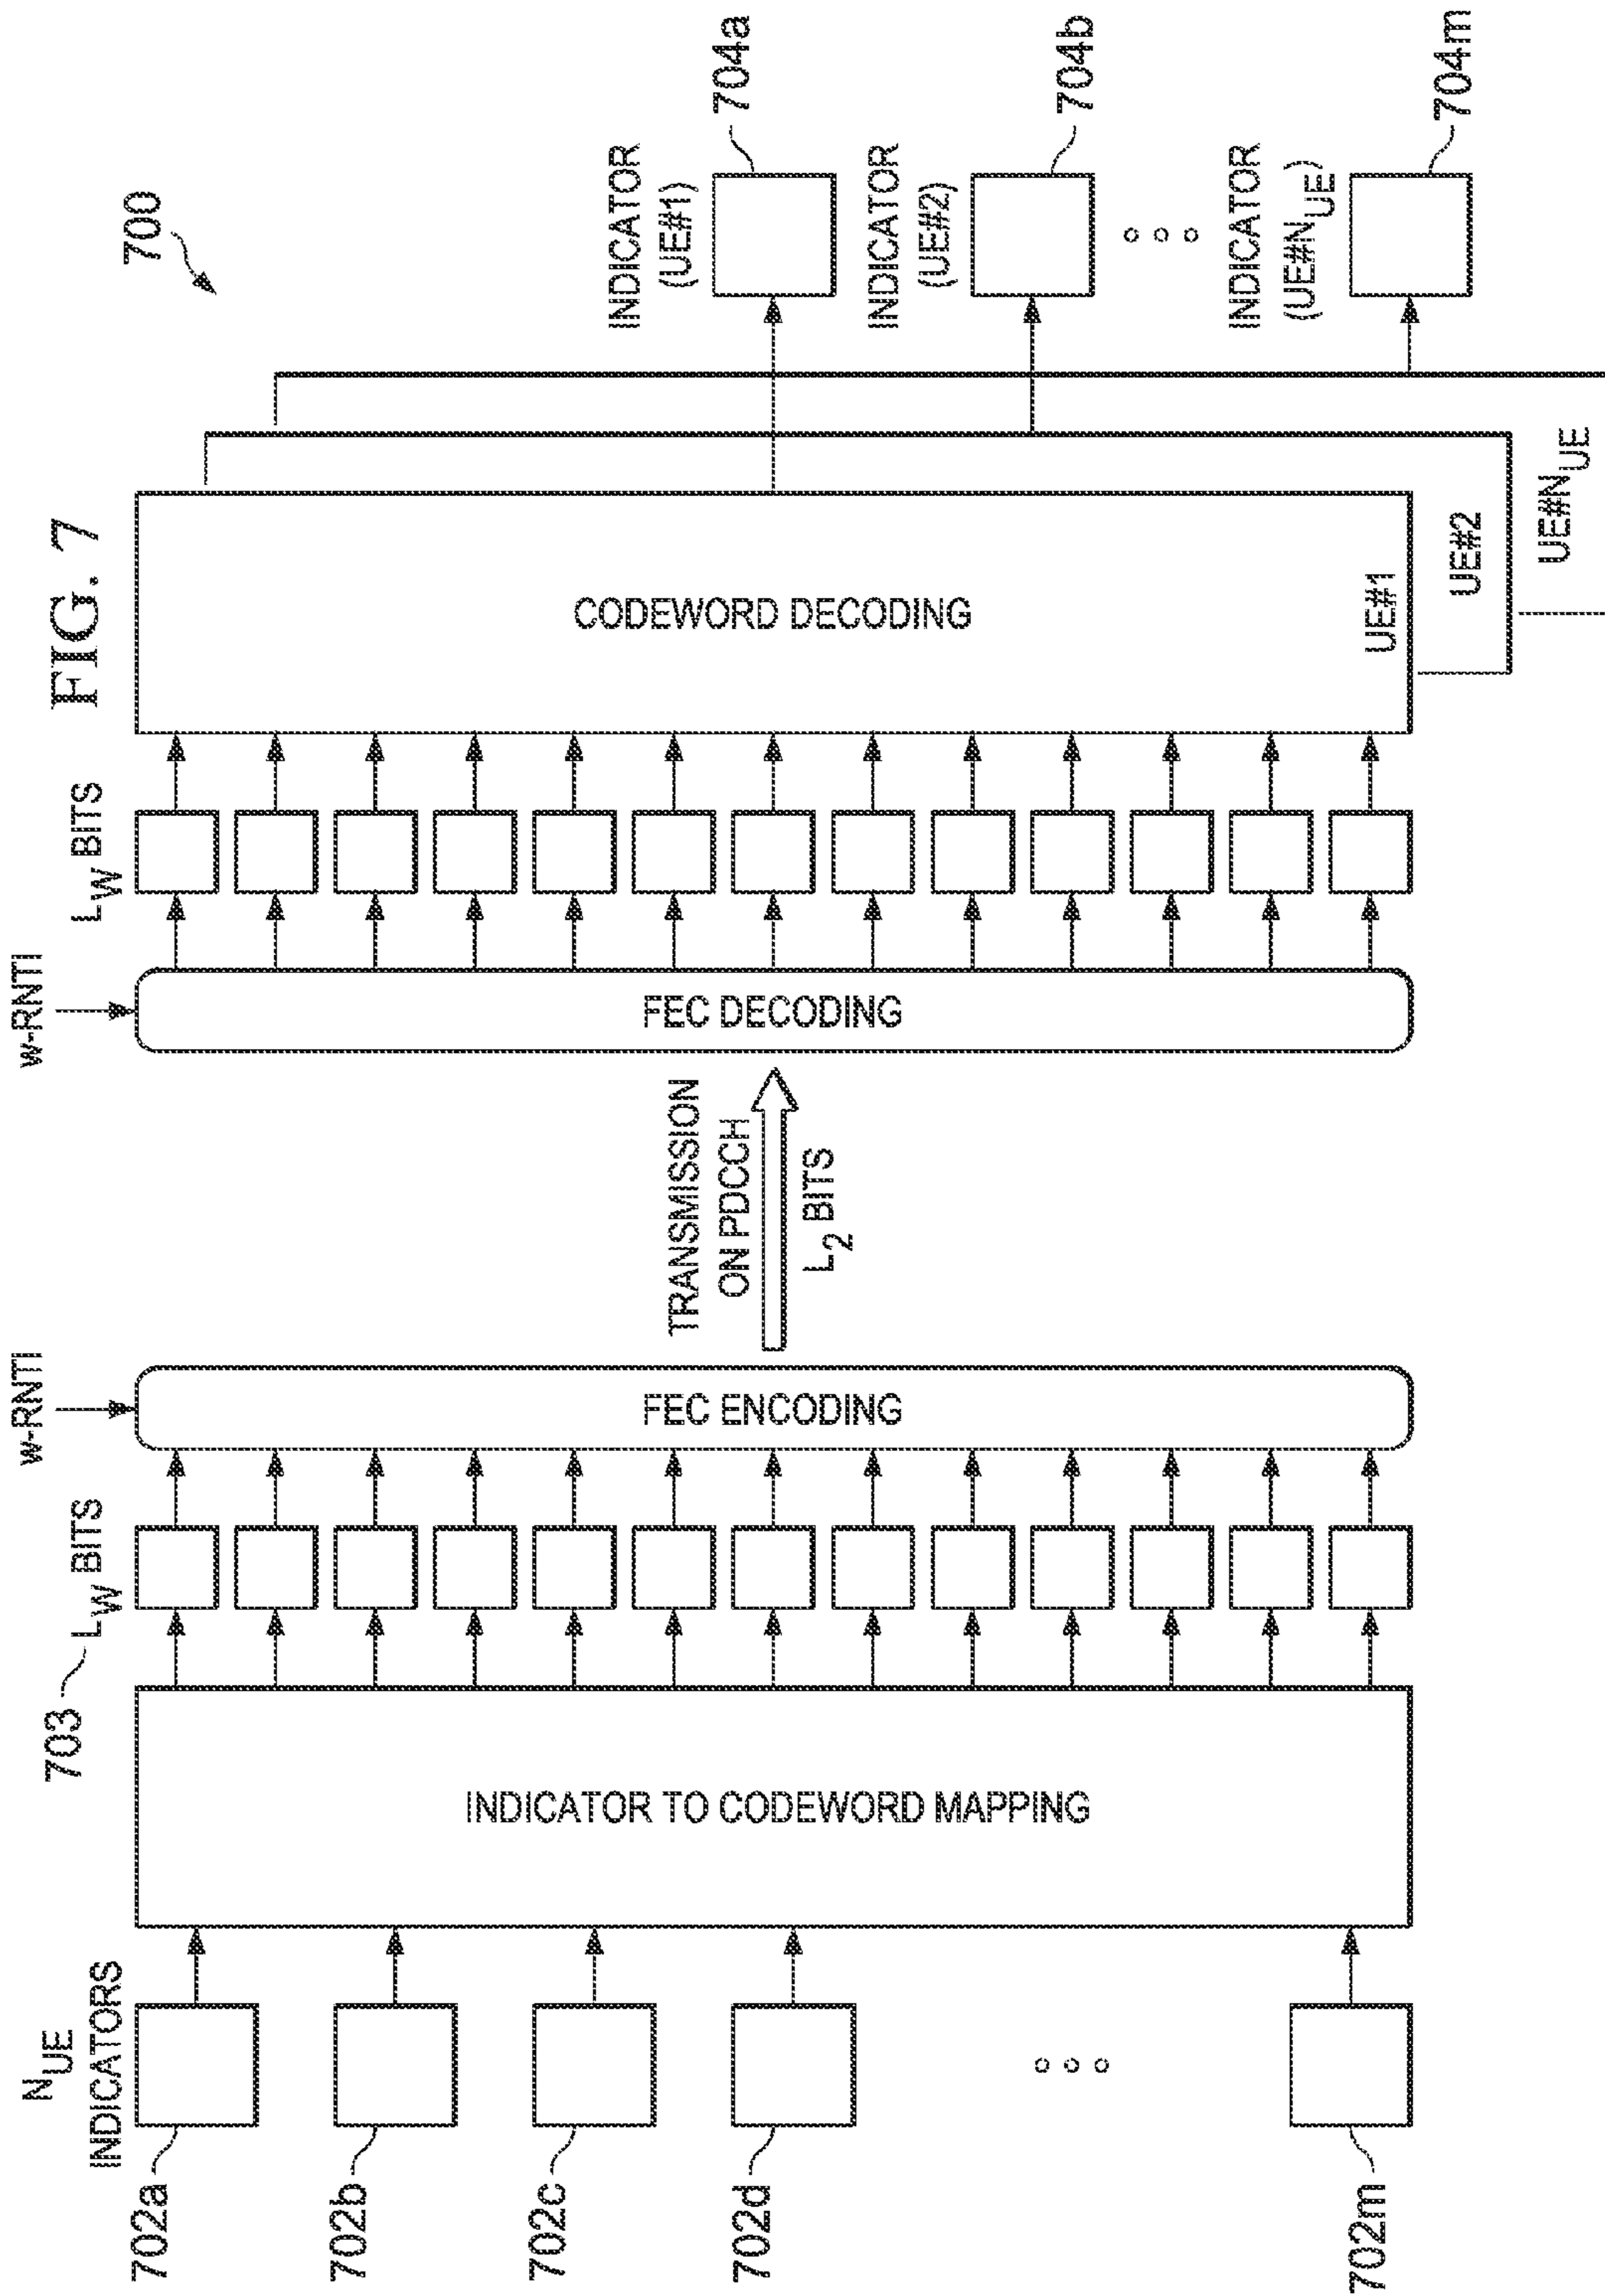 FIG. 7
700
N_UE
INDICATORS
702a
702b
702c
702d
702m
INDICATOR TO CODEWORD MAPPING
703
L_W BITS
w-RNTI
FEC ENCODING
TRANSMISSION
ON PDCCH
L_2 BITS
w-RNTI
FEC DECODING
L_W BITS
CODEWORD DECODING
UE#1
UE#2
UE#N_UE
INDICATOR
(UE#1)
704a
INDICATOR
(UE#2)
704b
INDICATOR
(UE#N_UE)
704m